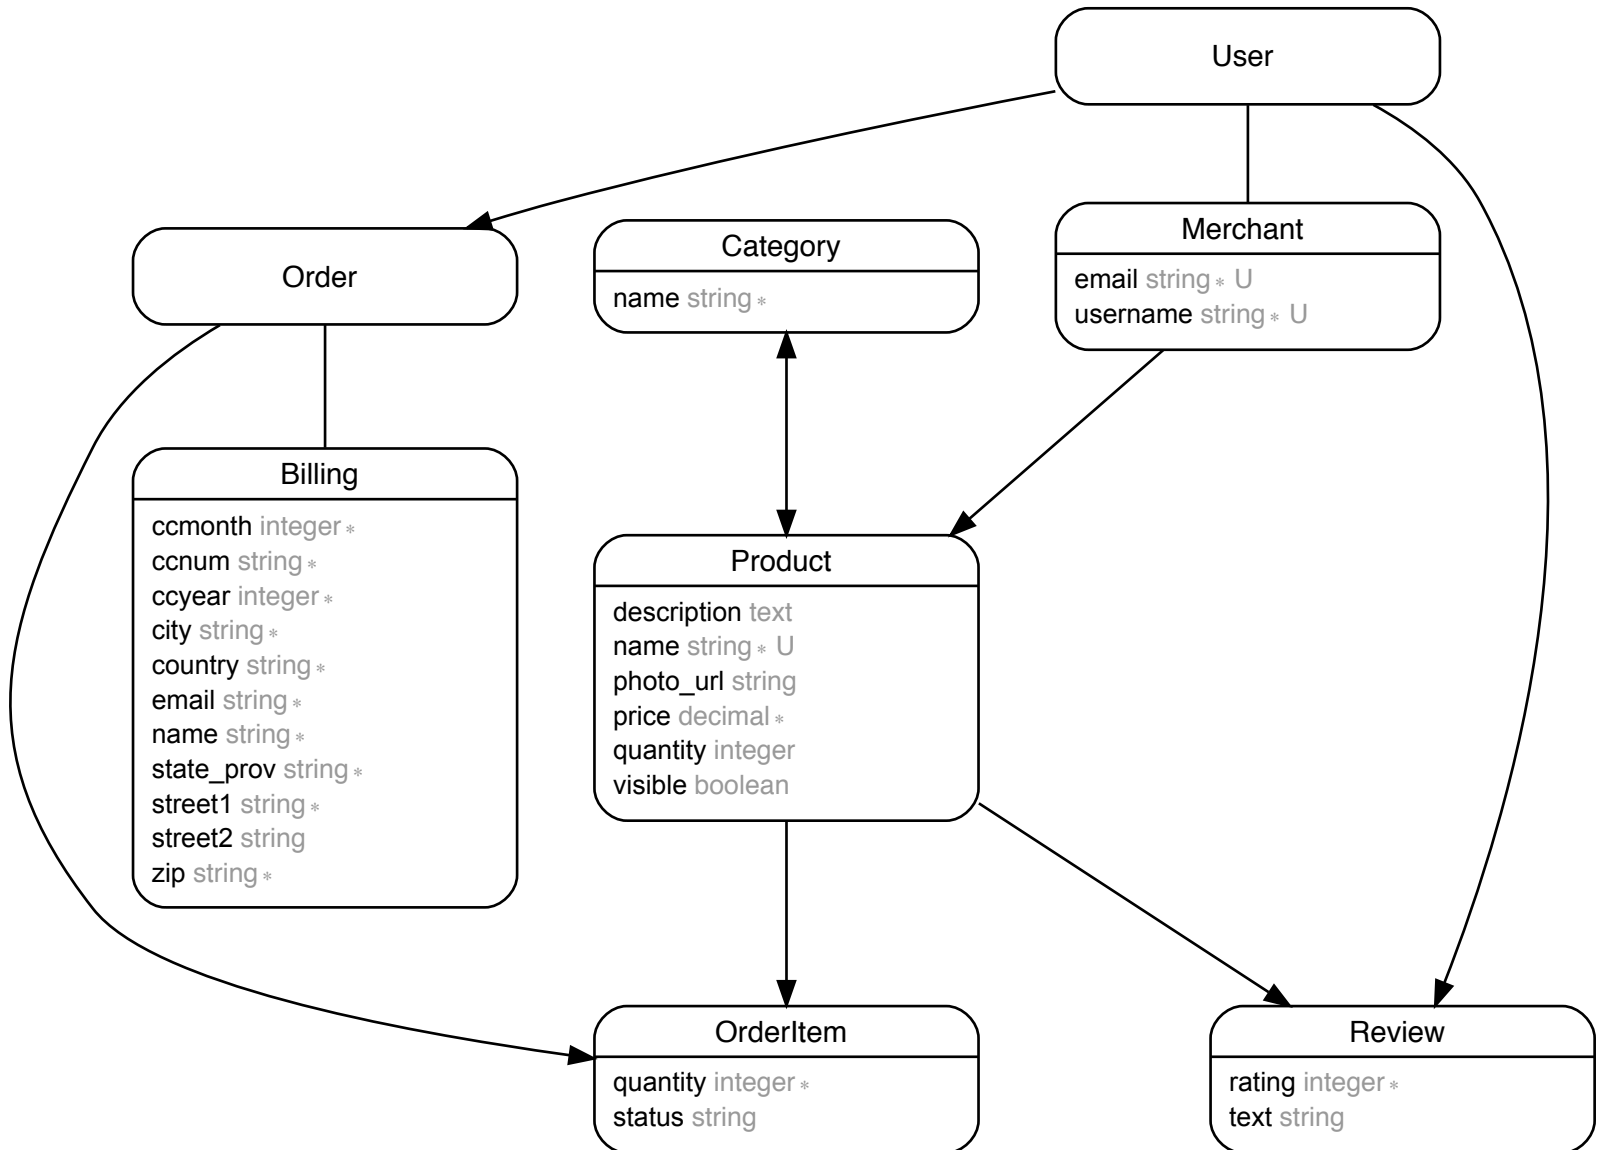 User
Order
Category
name string *
Merchant
email string * U
username string * U
Billing
ccmonth integer *
ccnum string *
ccyear integer *
city string *
country string *
email string *
name string *
state_prov string *
street1 string *
street2 string
zip string *
Product
description text
name string * U
photo_url string
price decimal *
quantity integer
visible boolean
OrderItem
quantity integer *
status string
Review
rating integer *
text string